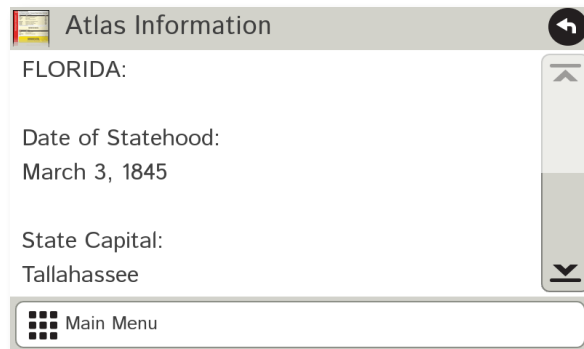 Atlas Information
FLORIDA:
Date of Statehood:
March 3, 1845
State Capital:
Tallahassee
Main Menu